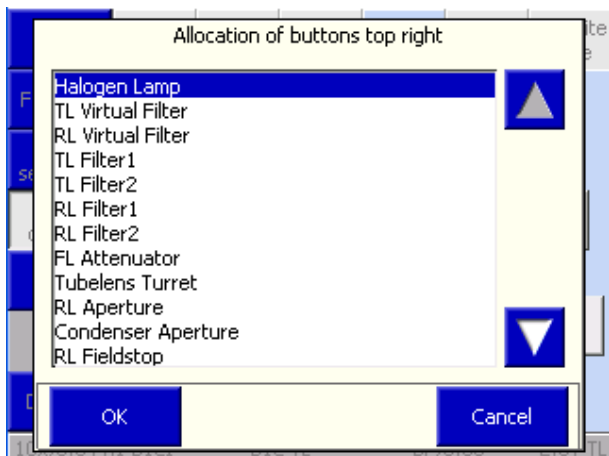 Allocation of buttons top right
Halogen Lamp
TL Virtual Filter
RL Virtual Filter
TL Filter1
TL Filter2
RL Filter1
RL Filter2
FL Attenuator
Tubelens Turret
RL Aperture
Condenser Aperture
RL Fieldstop
OK
Cancel